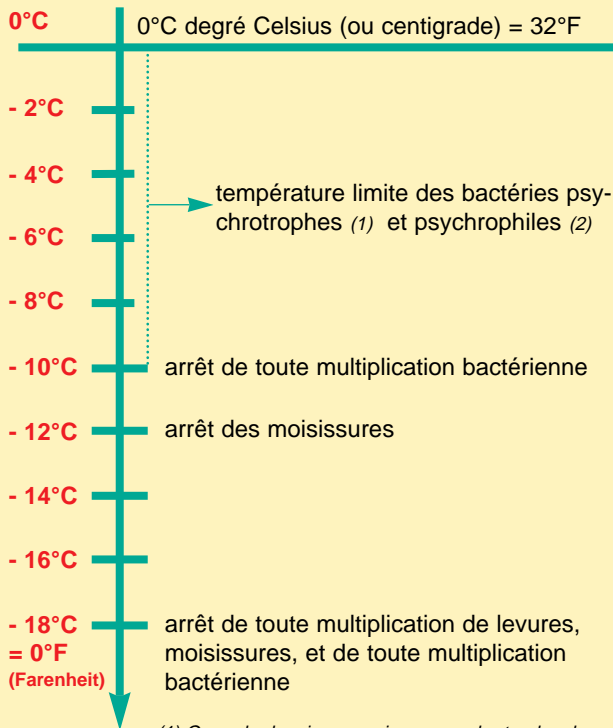 0°C
0°C degré Celsius (ou centigrade) = 32°F
- 2°C
- 4°C
température limite des bactéries psy-
chrotrophes (1) et psychrophiles (2)
- 6°C
- 8°C
- 10°C arrêt de toute multiplication bactérienne
- 12°C arrêt des moisissures
- 14°C
- 16°C
- 18°C arrêt de toute multiplication de levures,
= 0°F moisissures, et de toute multiplication
(Farenheit) bactérienne